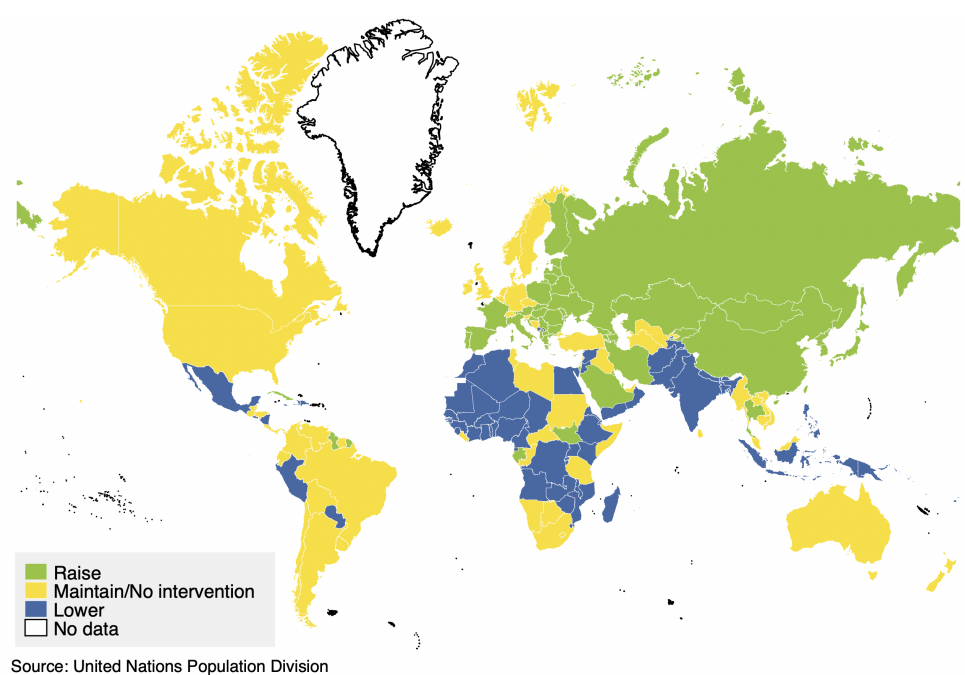 Raise
Maintain/No intervention
Lower
No data
Source: United Nations Population Division